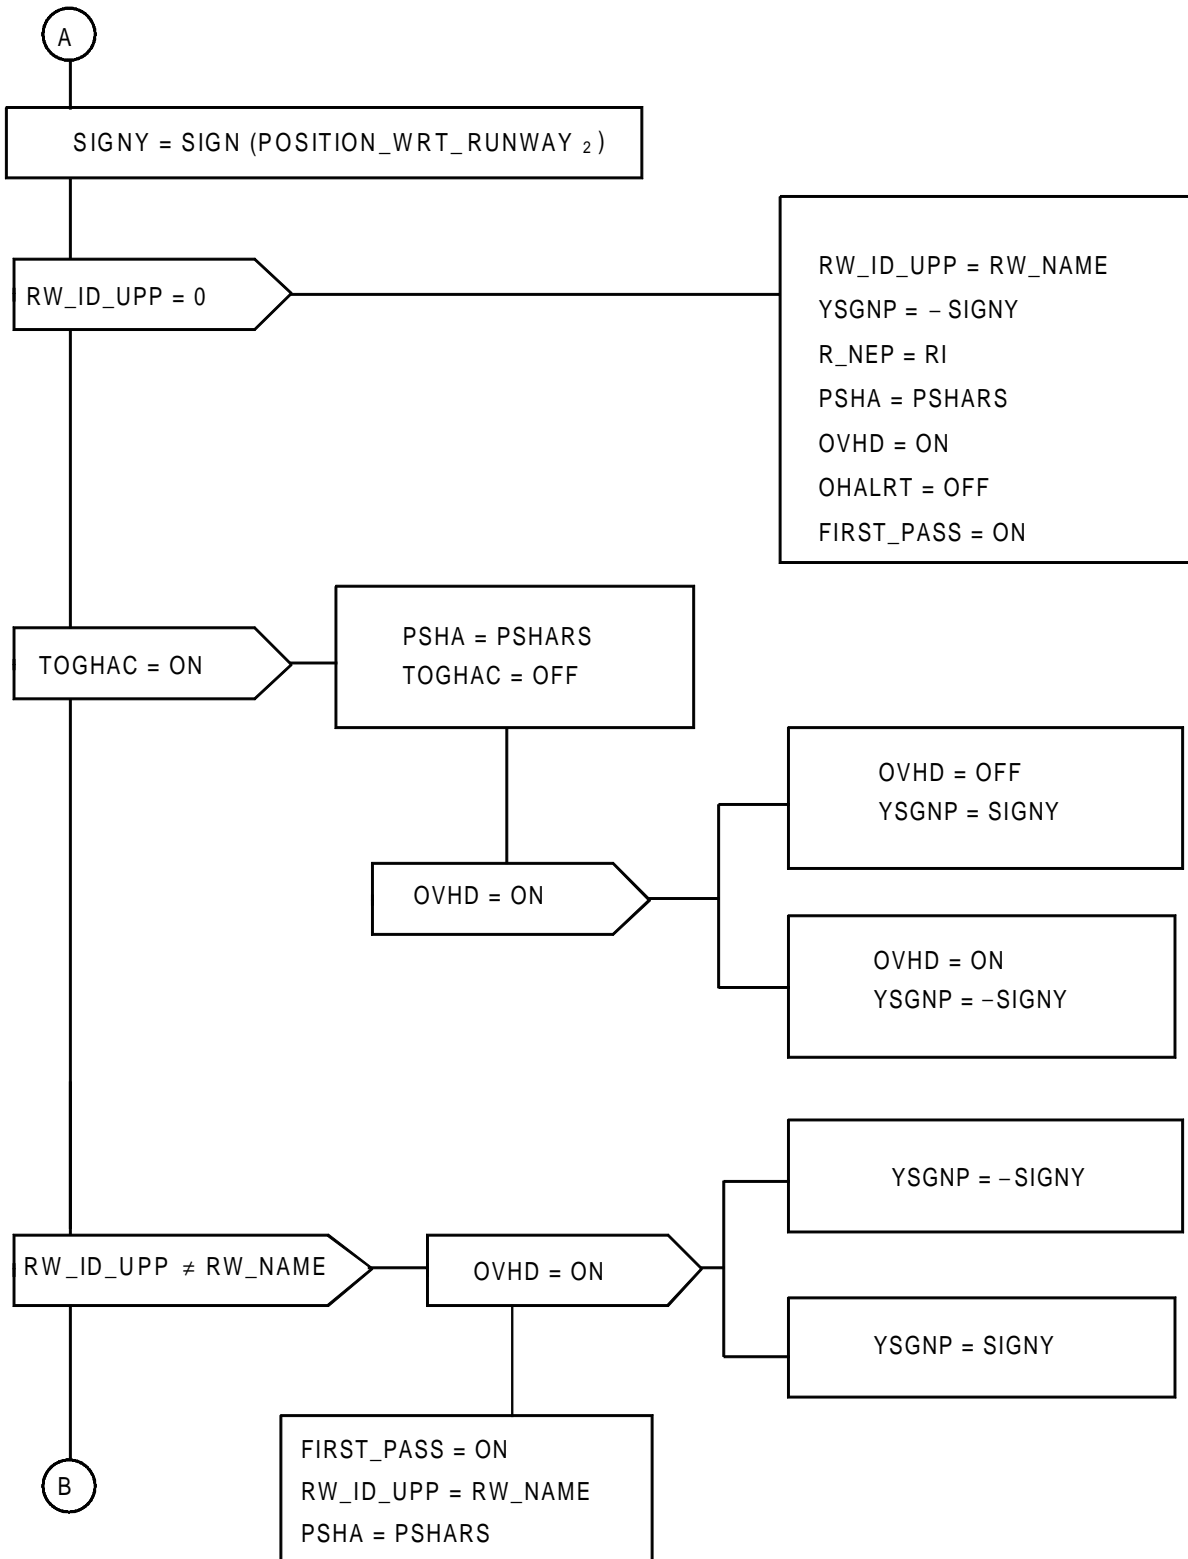 A
SIGNY = SIGN (POSITION_WRT_RUNWAY ₂ )
RW_ID_UPP = 0
RW_ID_UPP = RW_NAME
YSGNP = – SIGNY
R_NEP = RI
PSHA = PSHARS
OVHD = ON
OHALRT = OFF
FIRST_PASS = ON
TOGHAC = ON
PSHA = PSHARS
TOGHAC = OFF
OVHD = ON
OVHD = OFF
YSGNP = SIGNY
OVHD = ON
YSGNP = –SIGNY
RW_ID_UPP ≠ RW_NAME
OVHD = ON
YSGNP = –SIGNY
YSGNP = SIGNY
FIRST_PASS = ON
RW_ID_UPP = RW_NAME
PSHA = PSHARS
B